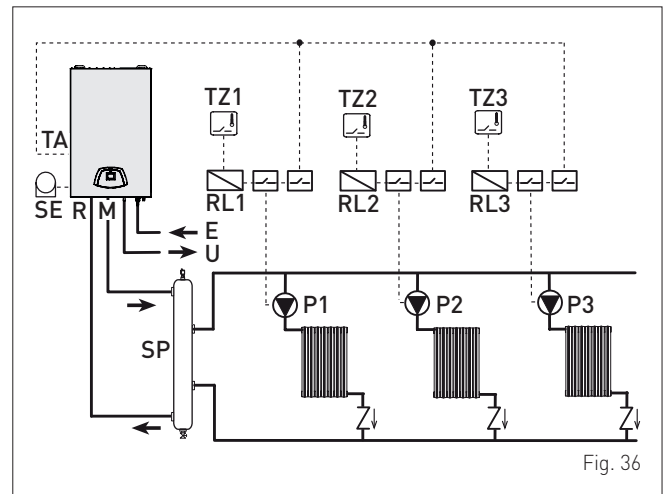 TZ1 TZ2 TZ3
TA
RL1 RL2 RL3
SE R M
E
U
P1 P2 P3
SP
Fig. 36